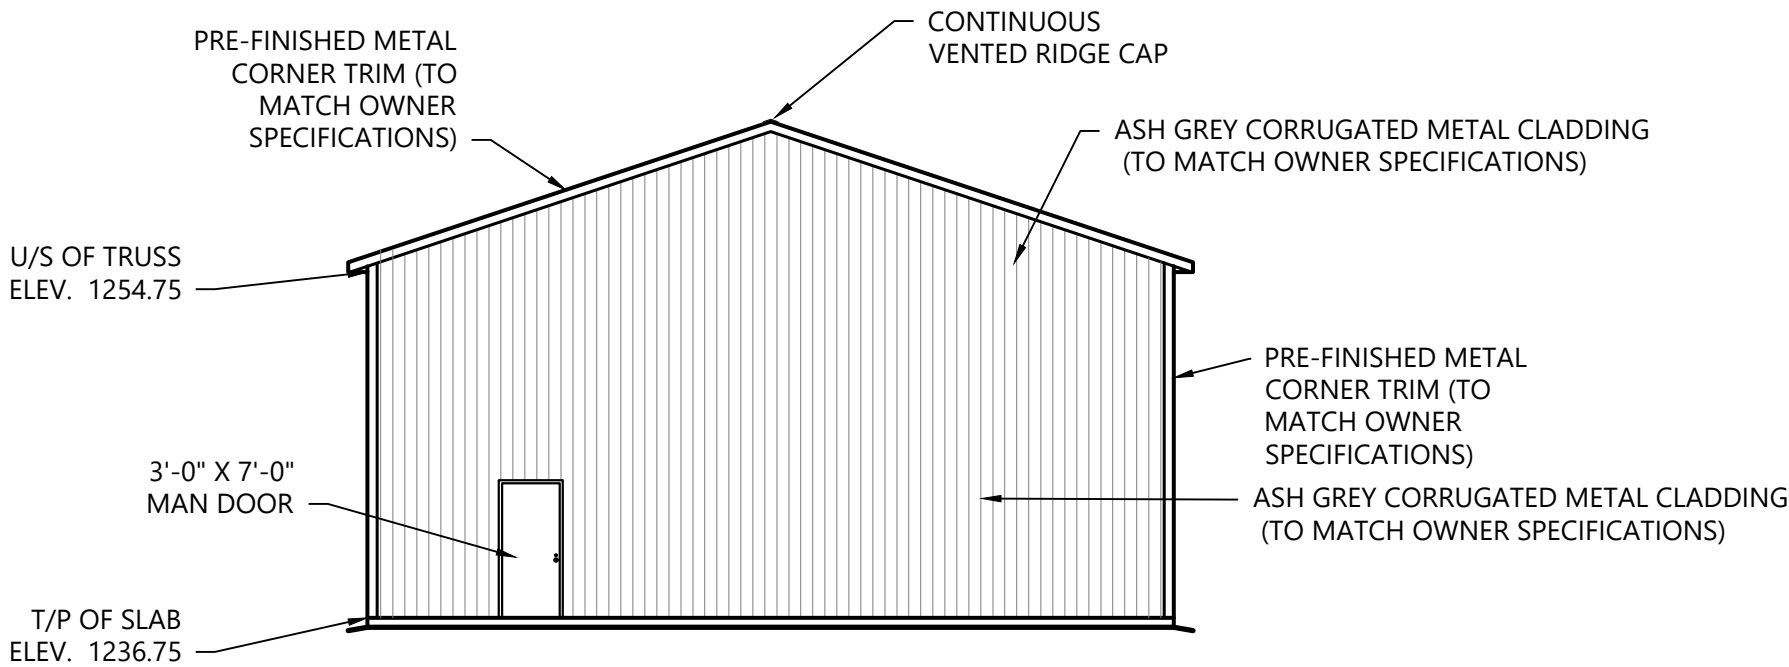 CONTINUOUS
VENTED RIDGE CAP
PRE-FINISHED METAL
CORNER TRIM (TO
MATCH OWNER
SPECIFICATIONS)
ASH GREY CORRUGATED METAL CLADDING
(TO MATCH OWNER SPECIFICATIONS)
U/S OF TRUSS
ELEV. 1254.75
PRE-FINISHED METAL
CORNER TRIM (TO
MATCH OWNER
SPECIFICATIONS)
3'-0" X 7'-0"
MAN DOOR
ASH GREY CORRUGATED METAL CLADDING
(TO MATCH OWNER SPECIFICATIONS)
T/P OF SLAB
ELEV. 1236.75